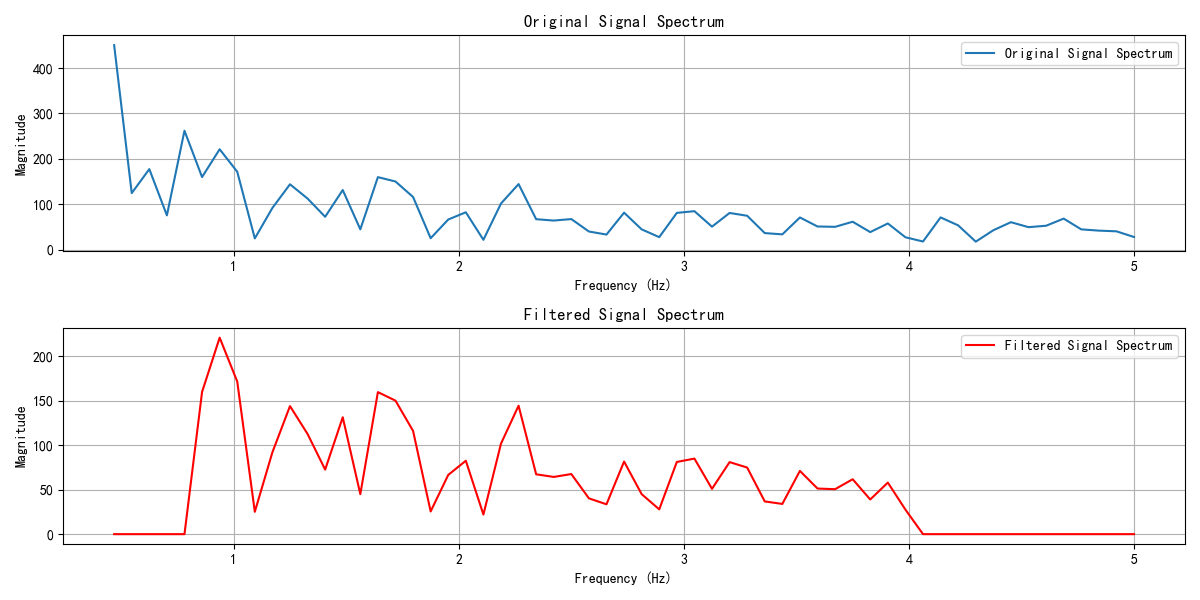 Original Signal Spectrum
Original Signal Spectrum
400
300
200
100
0
Magnitude
1 2 3 4 5
Frequency (Hz)
Filtered Signal Spectrum
Filtered Signal Spectrum
200
150
100
50
0
Magnitude
1 2 3 4 5
Frequency (Hz)